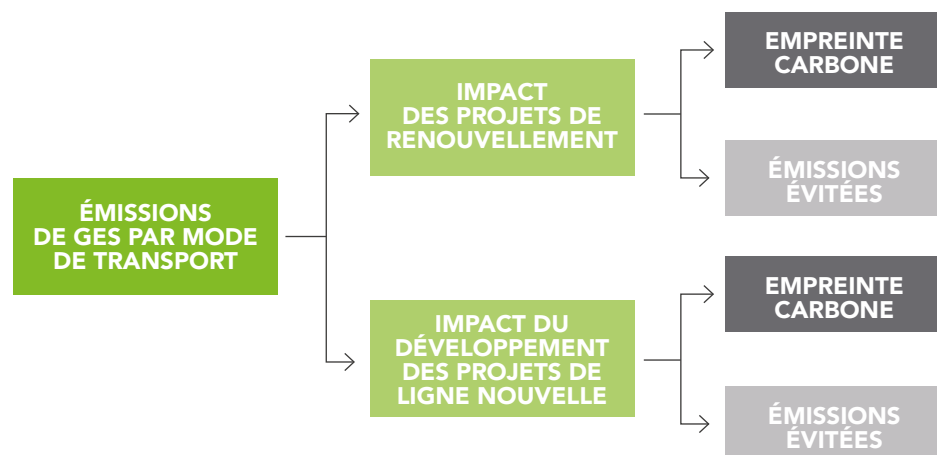 ÉMISSIONS
DE GES PAR MODE
DE TRANSPORT
IMPACT
DES PROJETS DE
RENOUVELLEMENT
EMPREINTE
CARBONE
ÉMISSIONS
ÉVITÉES
IMPACT DU
DÉVELOPPEMENT
DES PROJETS DE
LIGNE NOUVELLE
EMPREINTE
CARBONE
ÉMISSIONS
ÉVITÉES